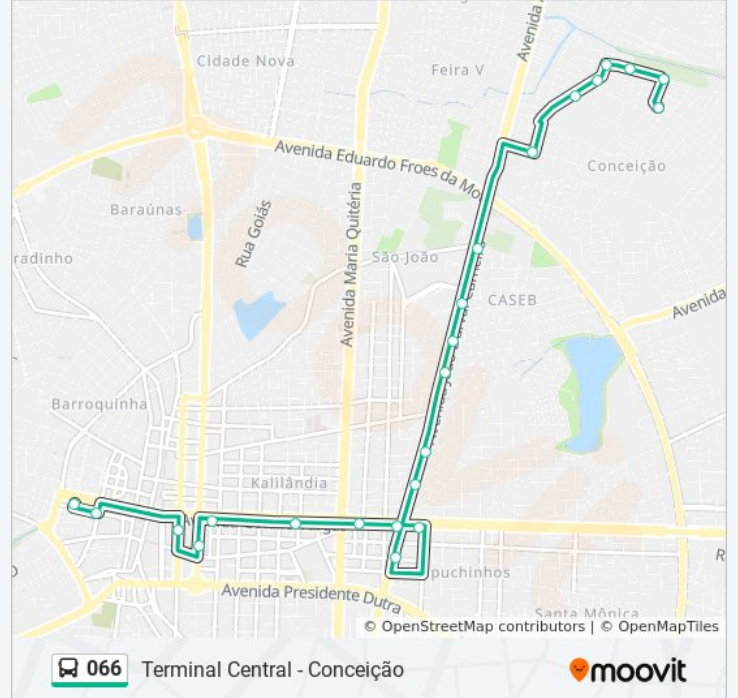 Avenida
Cidade Nova
Feira V
Avenida Eduardo Froes da Mo
Conceição
Baraúnas
Rua Goiás
Avenida Maria Quitéria
radinho
São João
CASEB
Avenida
Barroquinha
Kalilândia
puchinhos
R
Avenida Presidente Dutra
Santa Mônica
© OpenStreetMap contributors | © OpenMapTiles
066 Terminal Central - Conceição
moovit